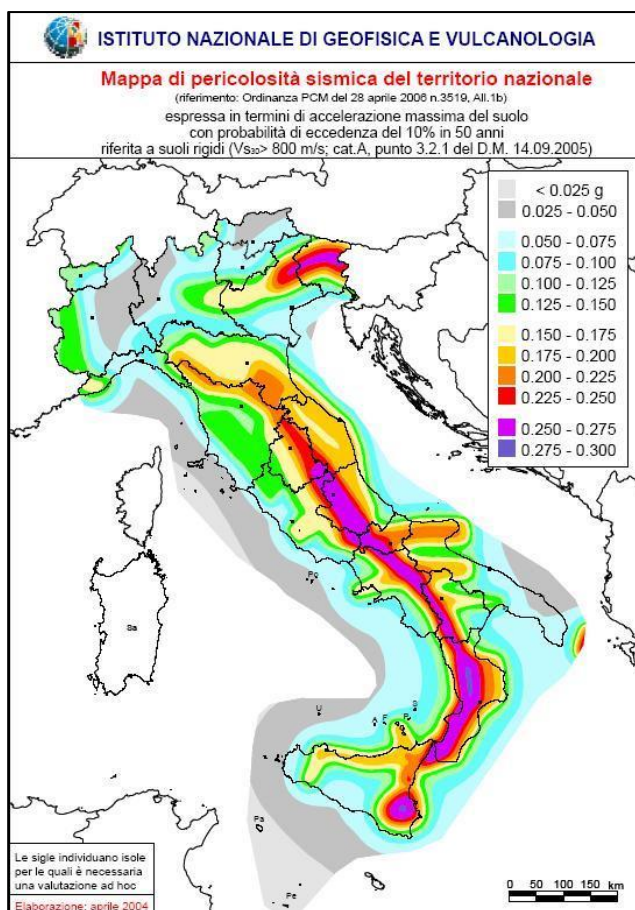 ISTITUTO NAZIONALE DI GEOFISICA E VULCANOLOGIA
Mappa di pericolosità sismica del territorio nazionale
(riferimento: Ordinanza PCM del 28 aprile 2006 n.3519, All.1b)
espressa in termini di accelerazione massima del suolo
con probabilità di eccedenza del 10% in 50 anni
riferita a suoli rigidi (Vs30> 800 m/s; cat.A, punto 3.2.1 del D.M. 14.09.2005)
< 0.025 g
0.025 - 0.050
0.050 - 0.075
0.075 - 0.100
0.100 - 0.125
0.125 - 0.150
0.150 - 0.175
0.175 - 0.200
0.200 - 0.225
0.225 - 0.250
0.250 - 0.275
0.275 - 0.300
Po
Sa
U
A F P
Pa
Pe
Le sigle individuano isole
per le quali è necessaria
una valutazione ad hoc
Elaborazione: aprile 2004
0 50 100 150 km